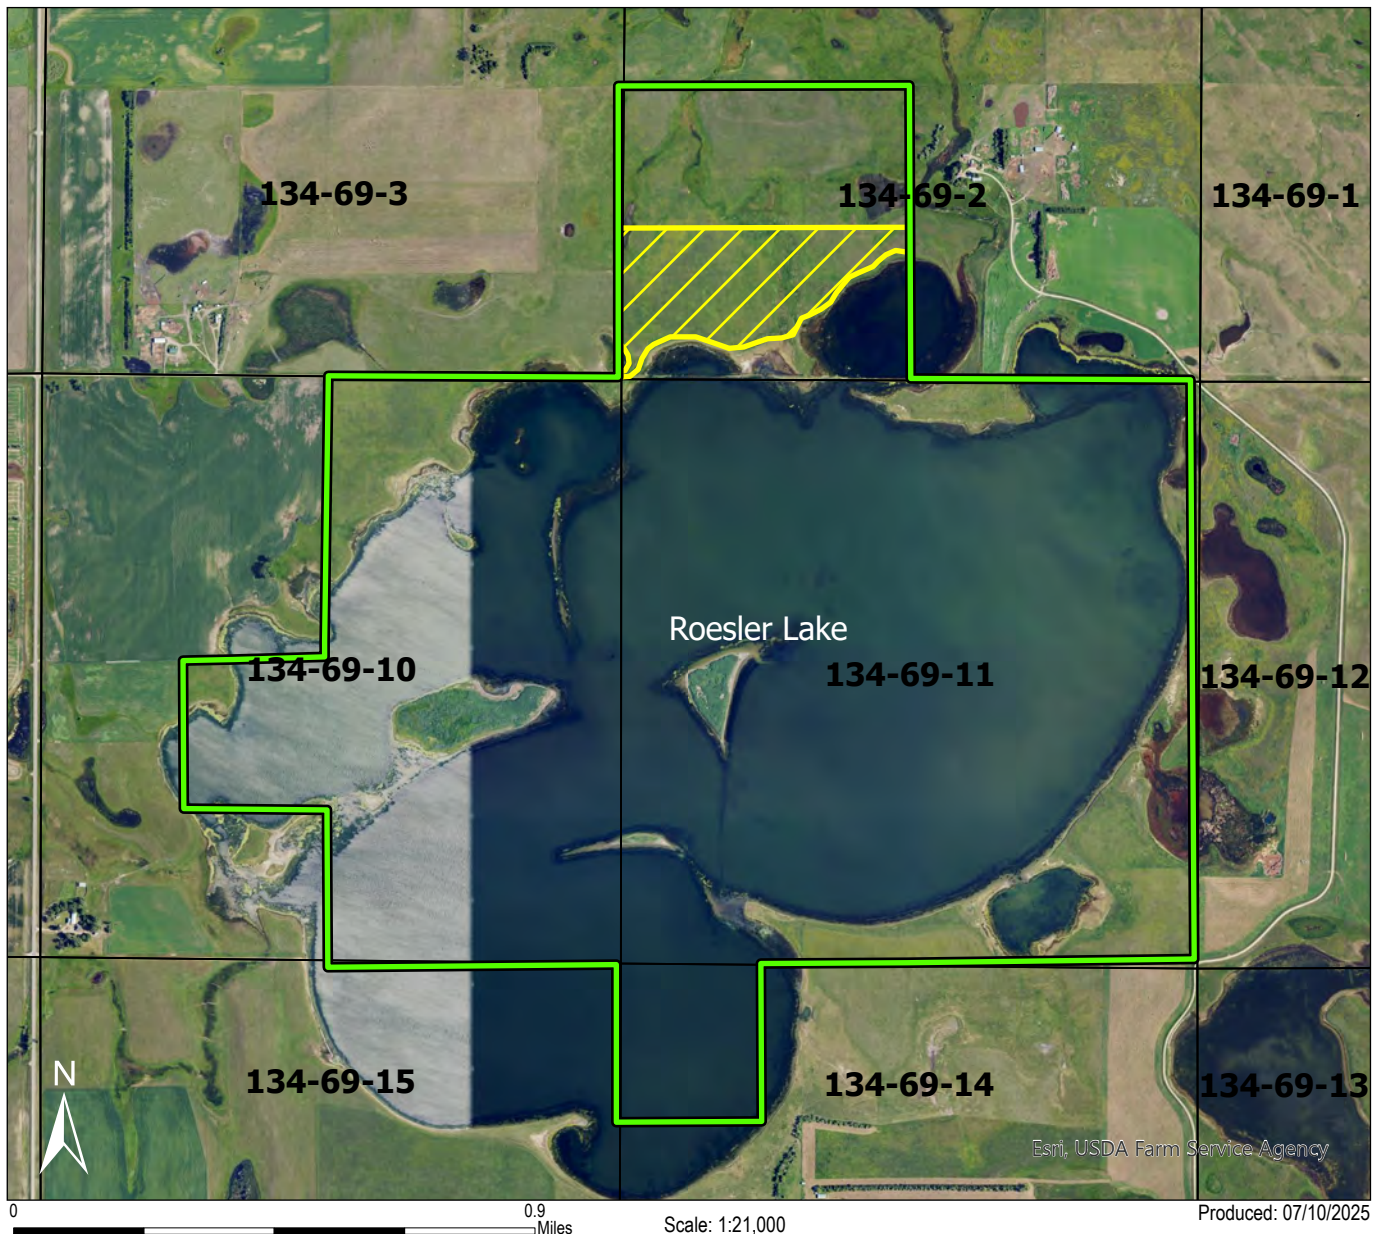 134-69-3
134-69-2
134-69-1
Roesler Lake
134-69-10
134-69-11
134-69-12
N
134-69-15
134-69-14
134-69-13
Esri, USDA Farm Service Agency
0
0.9
Miles
Scale: 1:21,000
Produced: 07/10/2025